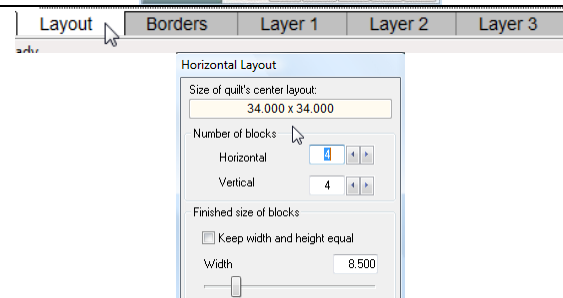 Layout Borders Layer 1 Layer 2 Layer 3
Horizontal Layout
Size of quilt's center layout:
34.000 x 34.000
Number of blocks
Horizontal 4
Vertical 4
Finished size of blocks
Keep width and height equal
Width 8.500